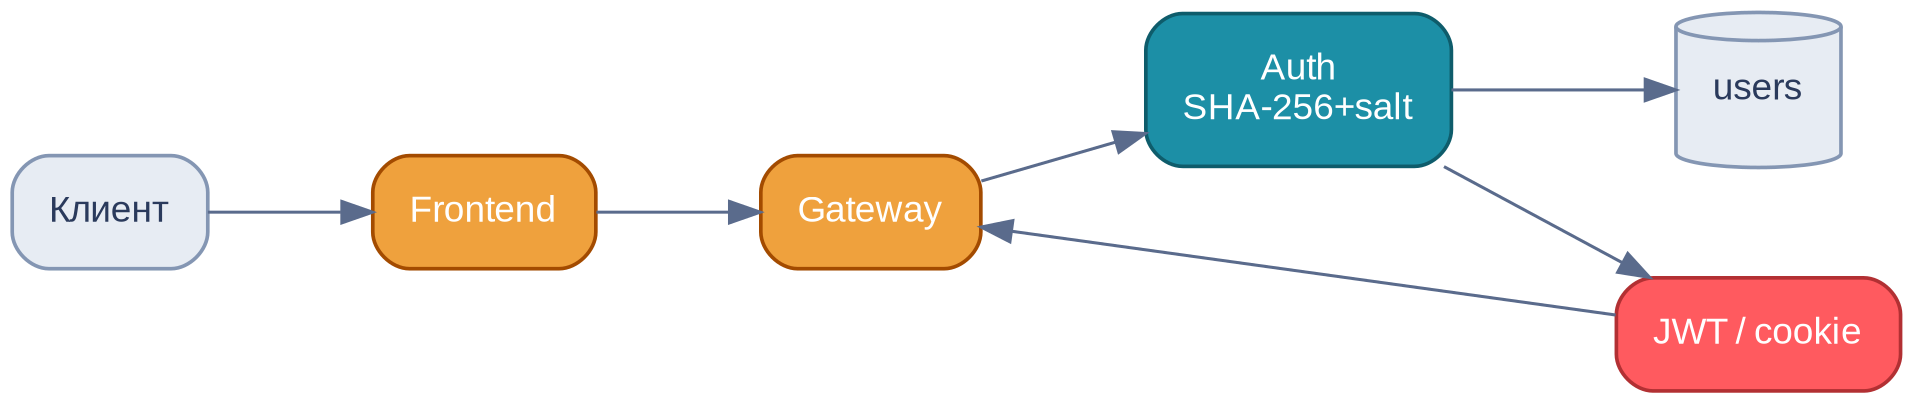 Клиент
Frontend
Gateway
Auth
SHA-256+salt
users
JWT / cookie